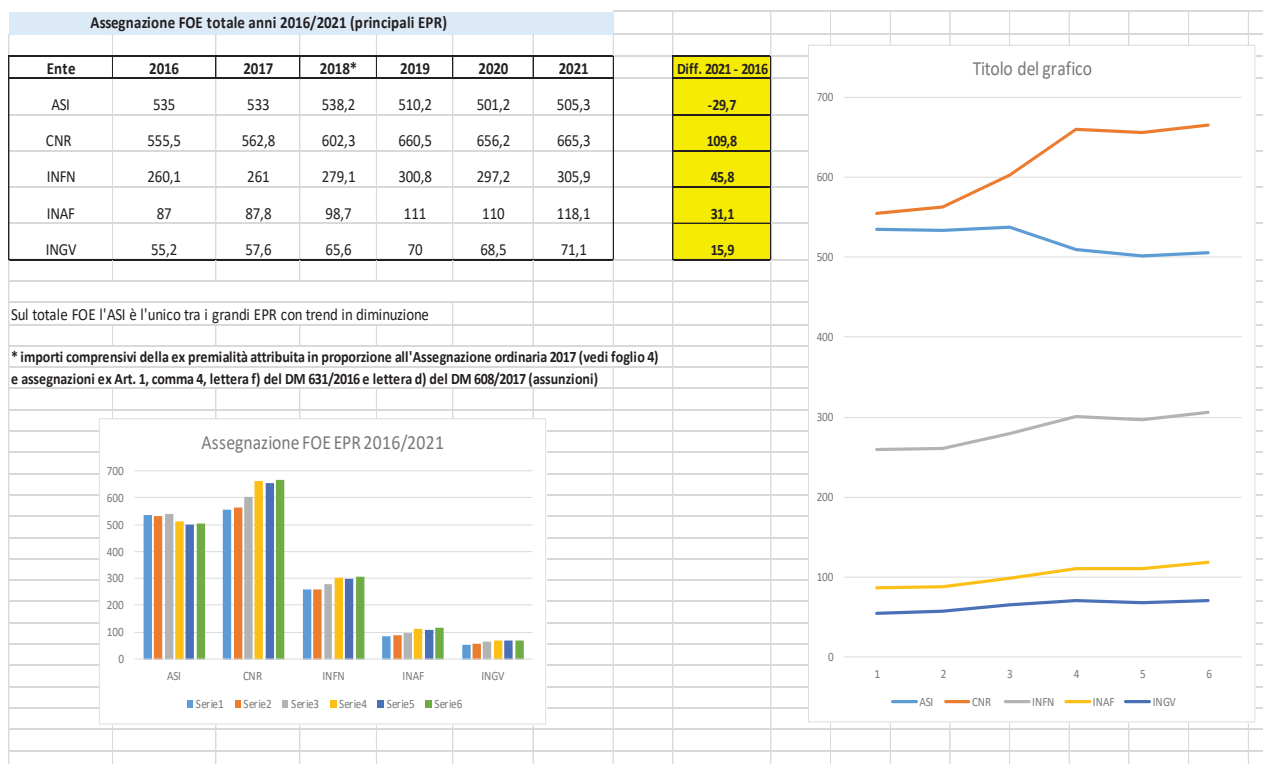 Assegnazione FOE totale anni 2016/2021 (principali EPR)
Ente 2016 2017 2018* 2019 2020 2021 Diff. 2021 - 2016
ASI 535 533 538,2 510,2 501,2 505,3 -29,7
CNR 555,5 562,8 602,3 660,5 656,2 665,3 109,8
INFN 260,1 261 279,1 300,8 297,2 305,9 45,8
INAF 87 87,8 98,7 111 110 118,1 31,1
INGV 55,2 57,6 65,6 70 68,5 71,1 15,9
Sul totale FOE l'ASI è l'unico tra i grandi EPR con trend in diminuzione
* importi comprensivi della ex premialità attribuita in proporzione all'Assegnazione ordinaria 2017 (vedi foglio 4)
e assegnazioni ex Art. 1, comma 4, lettera f) del DM 631/2016 e lettera d) del DM 608/2017 (assunzioni)
Assegnazione FOE EPR 2016/2021
700
600
500
400
300
200
100
0
ASI CNR INFN INAF INGV
Serie1 Serie2 Serie3 Serie4 Serie5 Serie6
Titolo del grafico
700
600
500
400
300
200
100
0
1 2 3 4 5 6
ASI CNR INFN INAF INGV